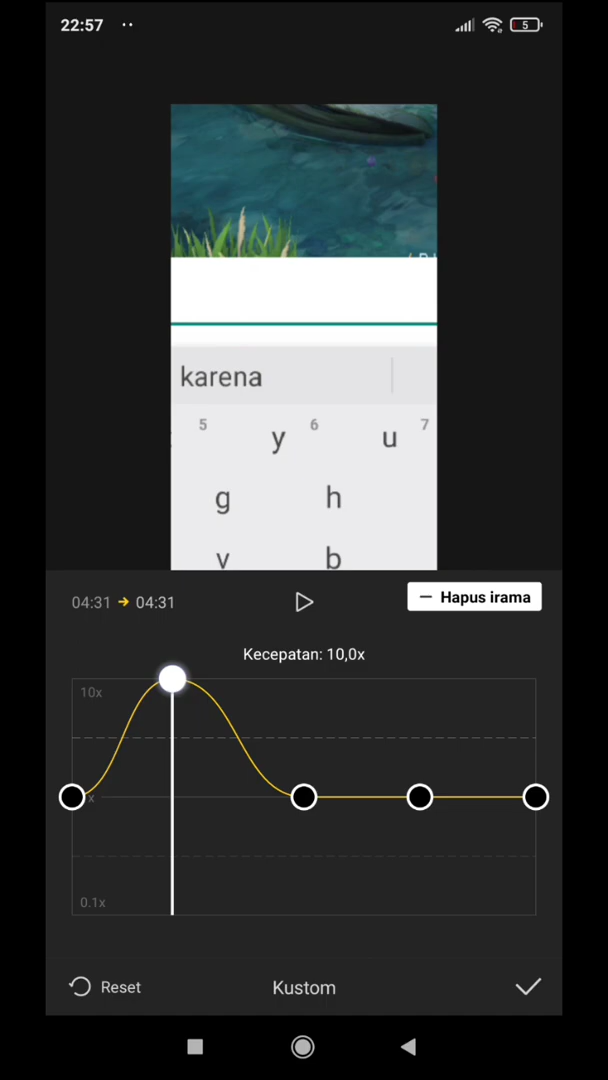 22:57
5
karena
5 6 7
y u
g h
v b
04:31 → 04:31
— Hapus irama
Kecepatan: 10,0x
10x
x
0.1x
Reset
Kustom